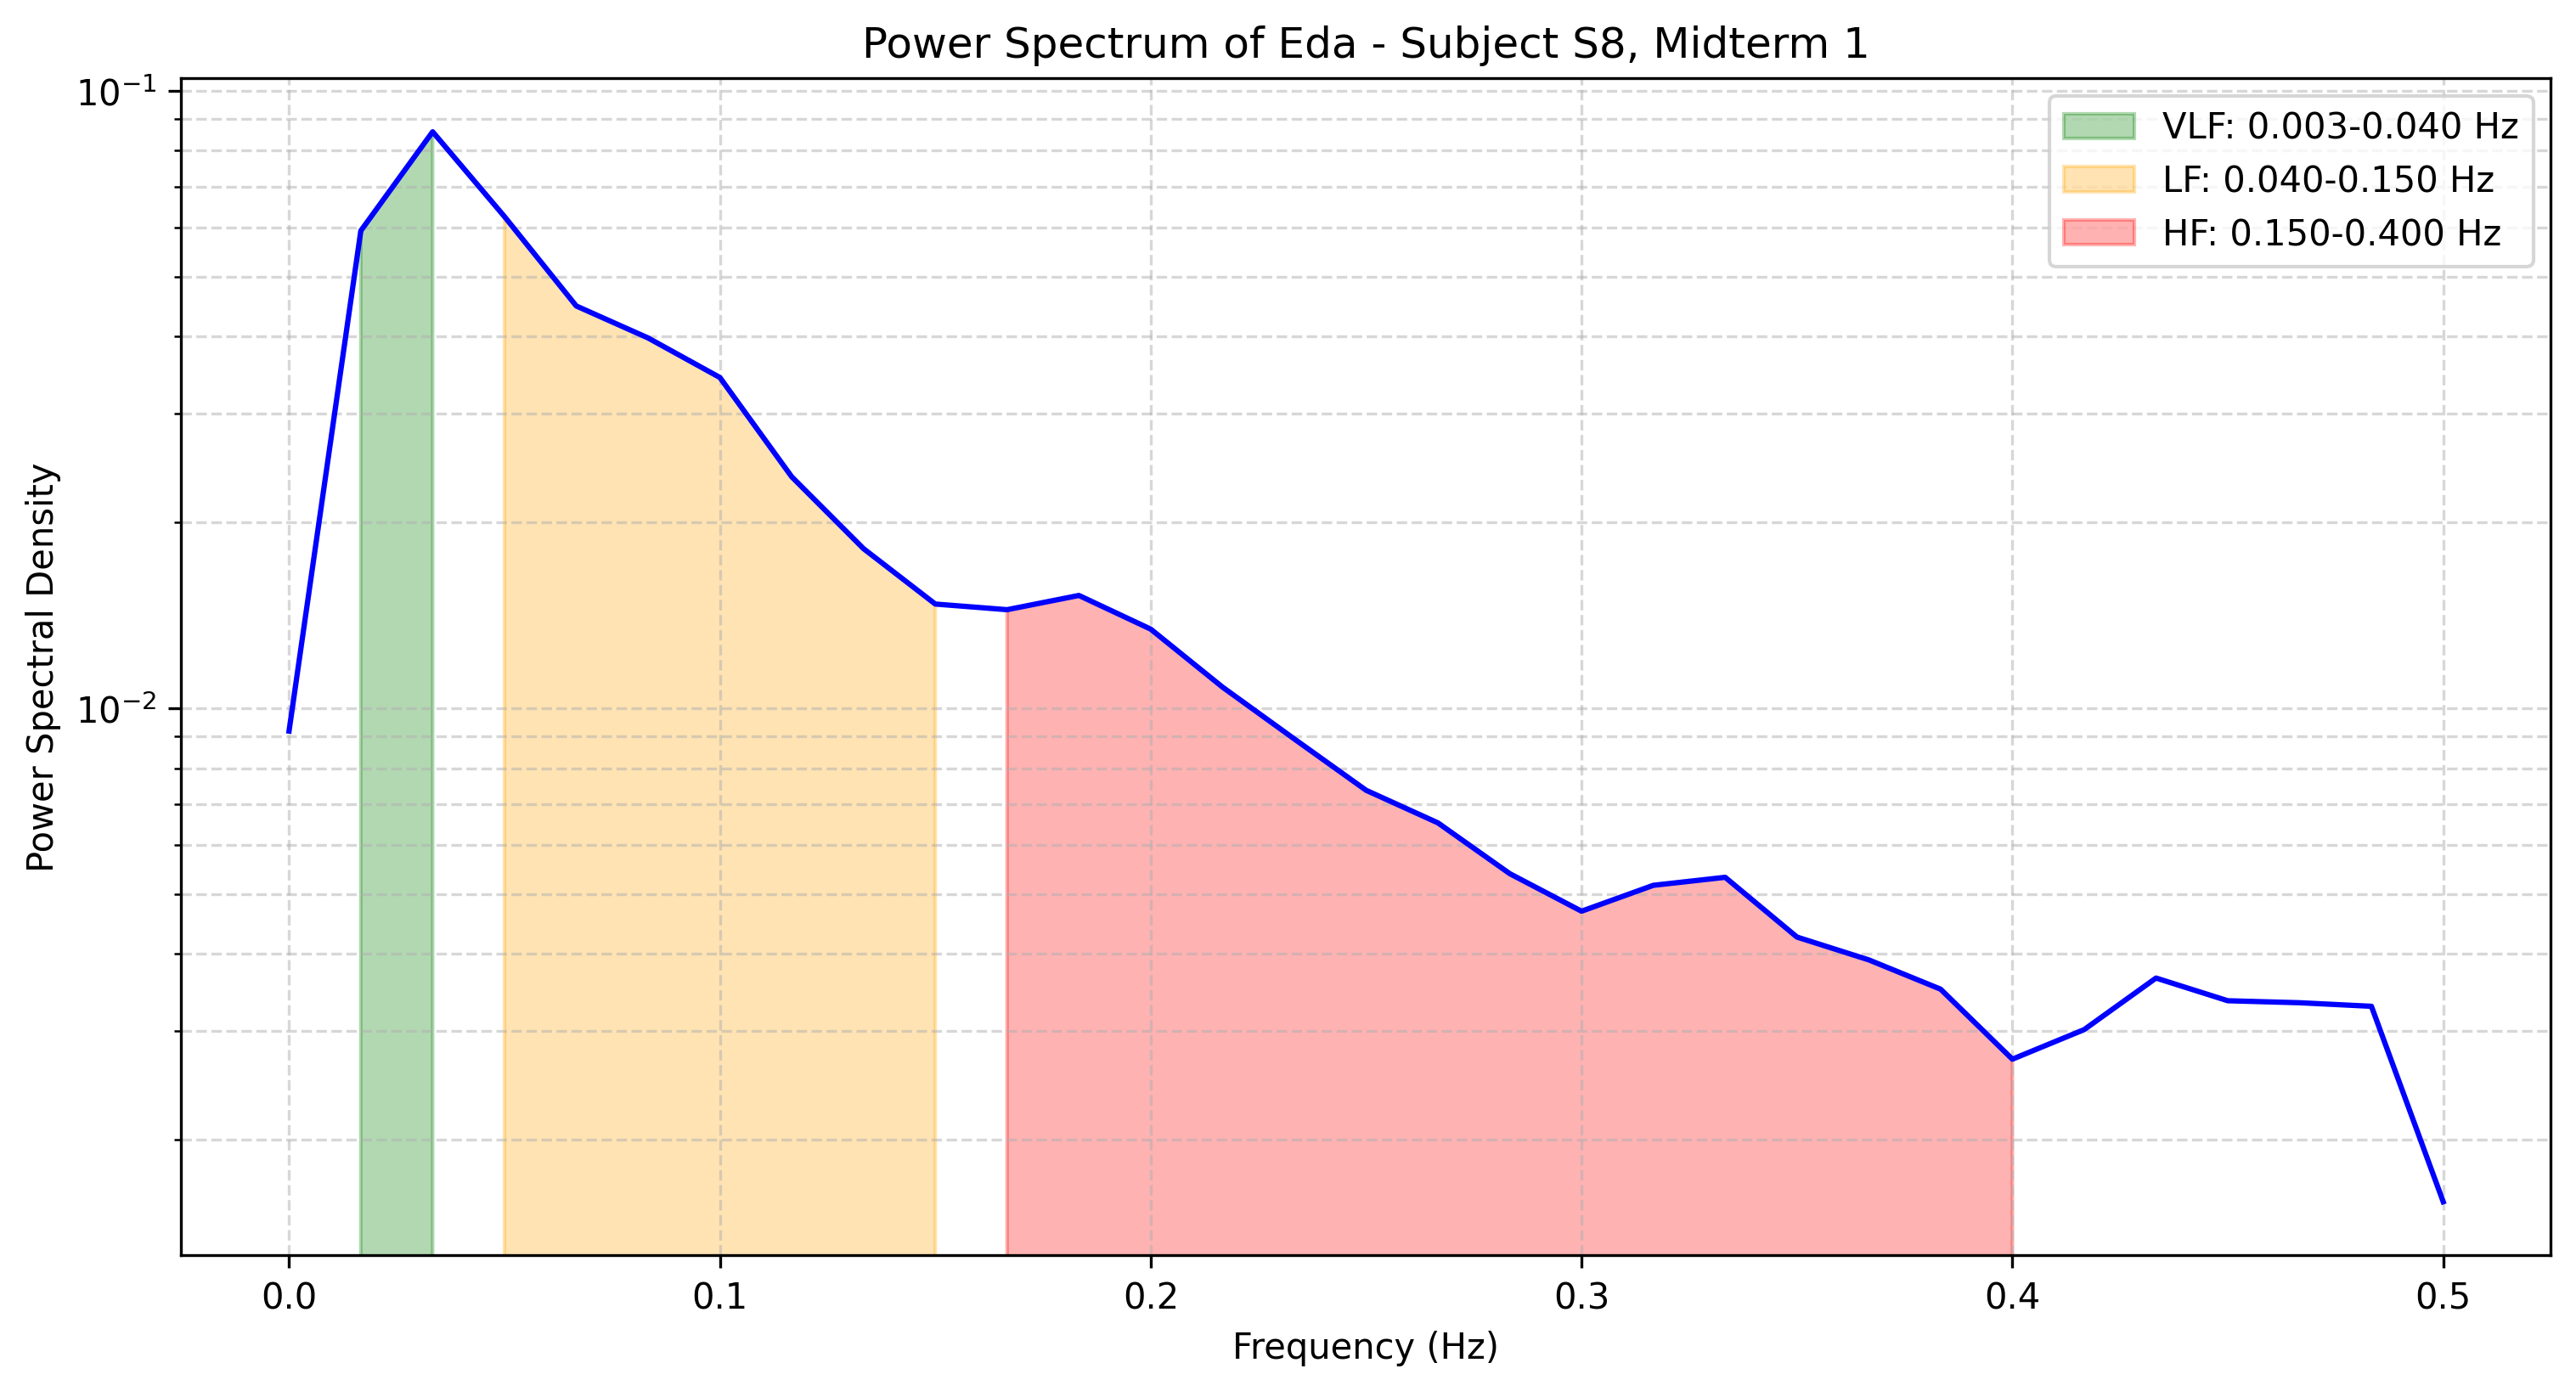 Power Spectrum of Eda - Subject S8, Midterm 1
10⁻¹
10⁻²
Power Spectral Density
VLF: 0.003-0.040 Hz
LF: 0.040-0.150 Hz
HF: 0.150-0.400 Hz
0.0 0.1 0.2 0.3 0.4 0.5
Frequency (Hz)